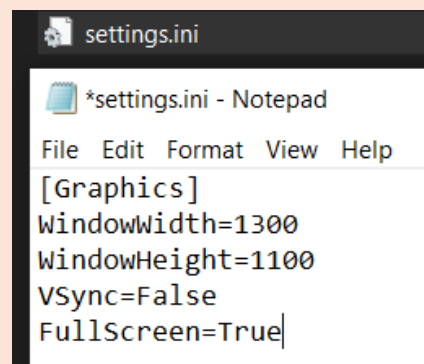 settings.ini
*settings.ini - Notepad
File Edit Format View Help
[Graphics]
WindowWidth=1300
WindowHeight=1100
VSync=False
FullScreen=True